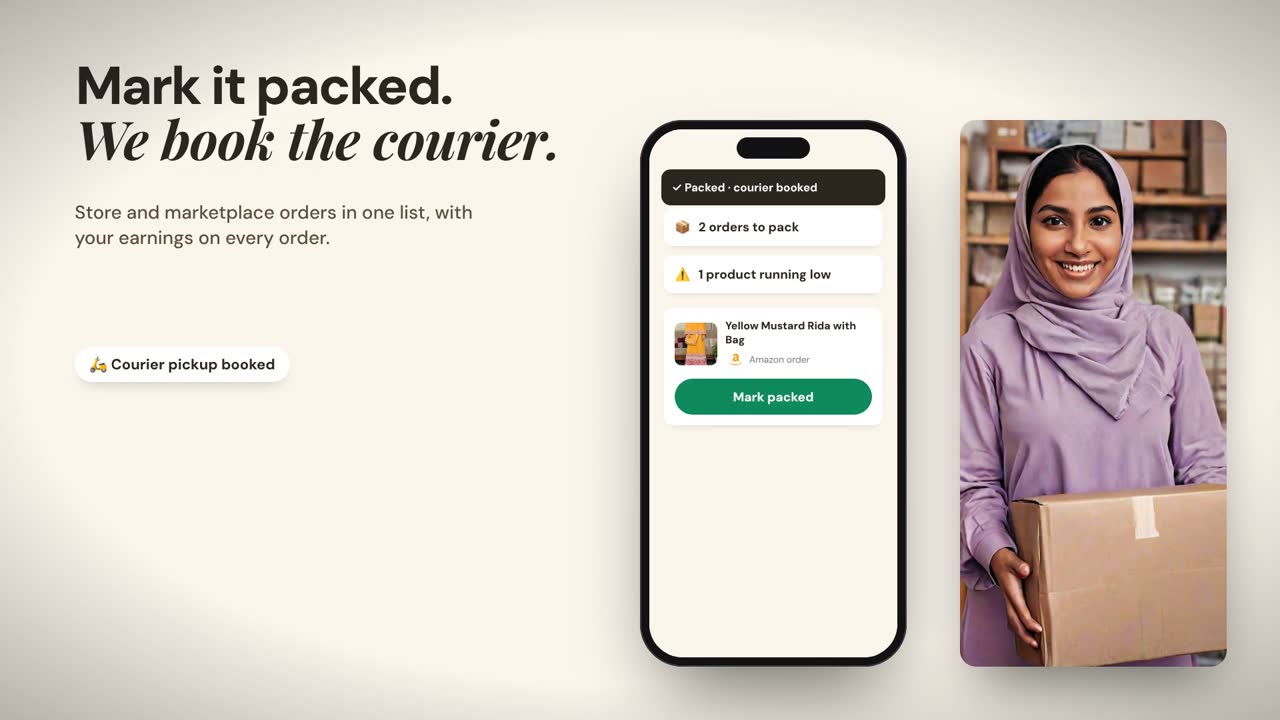 Mark it packed.
We book the courier.
Store and marketplace orders in one list, with
your earnings on every order.
🛵 Courier pickup booked
✓ Packed · courier booked
📦 2 orders to pack
⚠️ 1 product running low
Yellow Mustard Rida with
Bag
a Amazon order
Mark packed